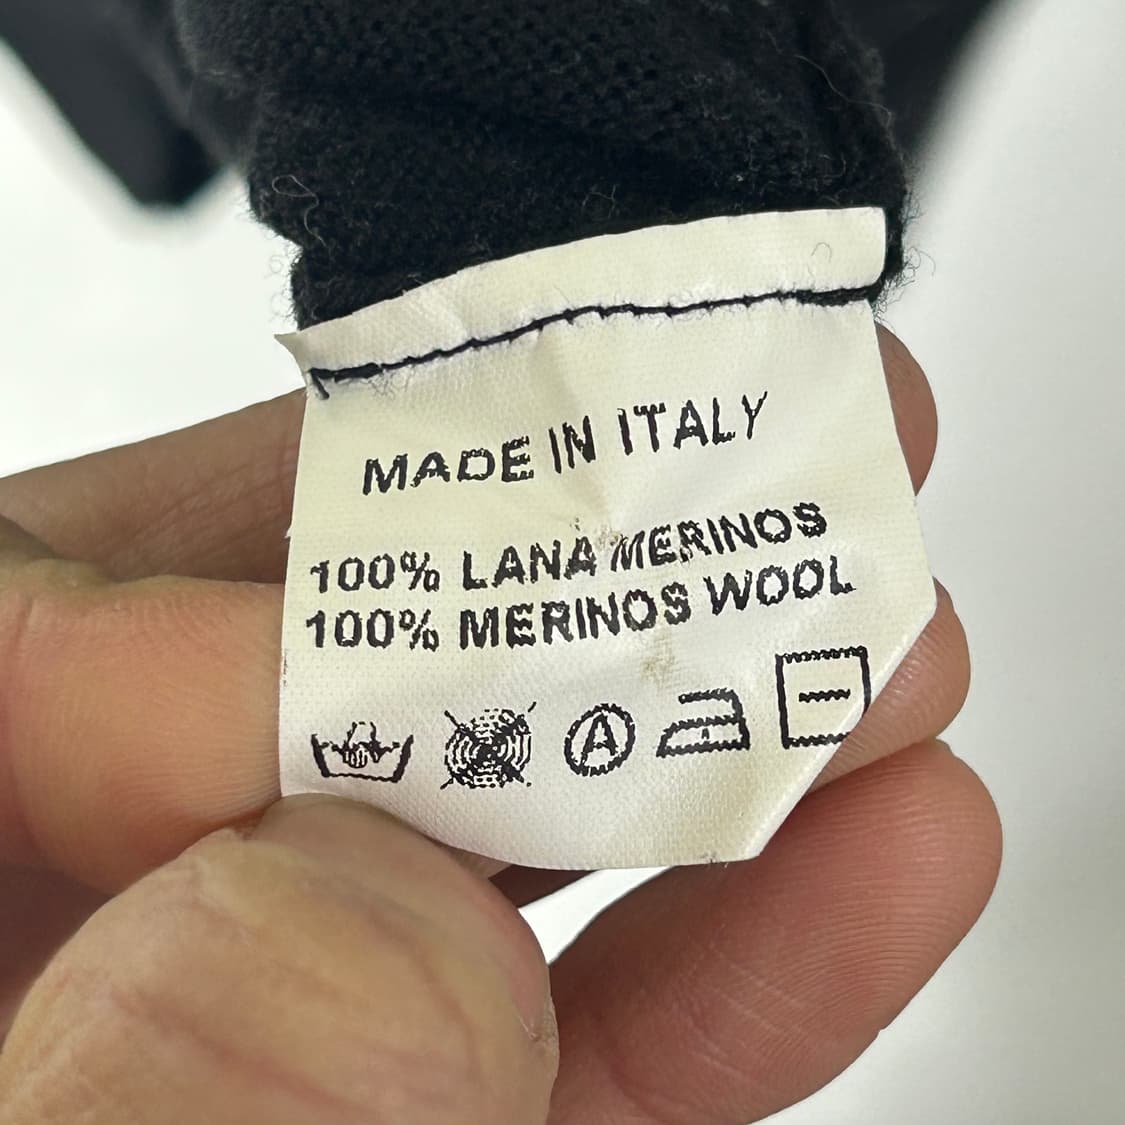 MADE IN ITALY
100% LANA MERINOS
100% MERINOS WOOL
A